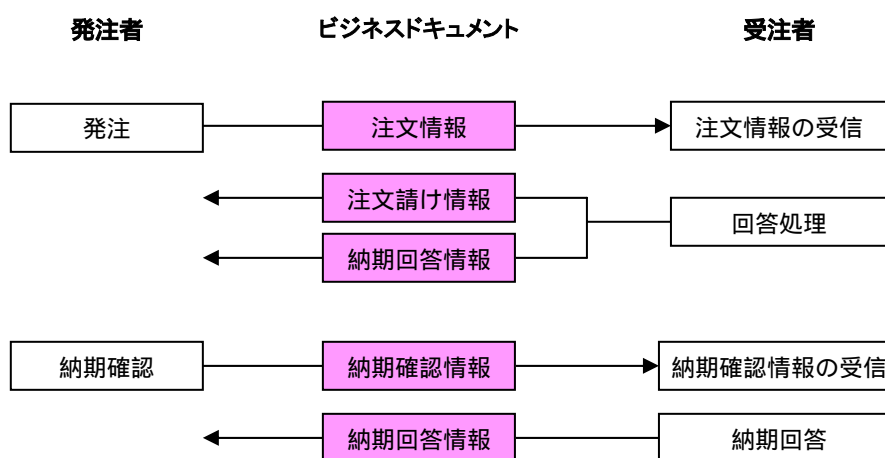 発注者 ビジネスドキュメント 受注者
発注 注文情報 注文情報の受信
注文請け情報
回答処理
納期回答情報
納期確認 納期確認情報 納期確認情報の受信
納期回答情報 納期回答